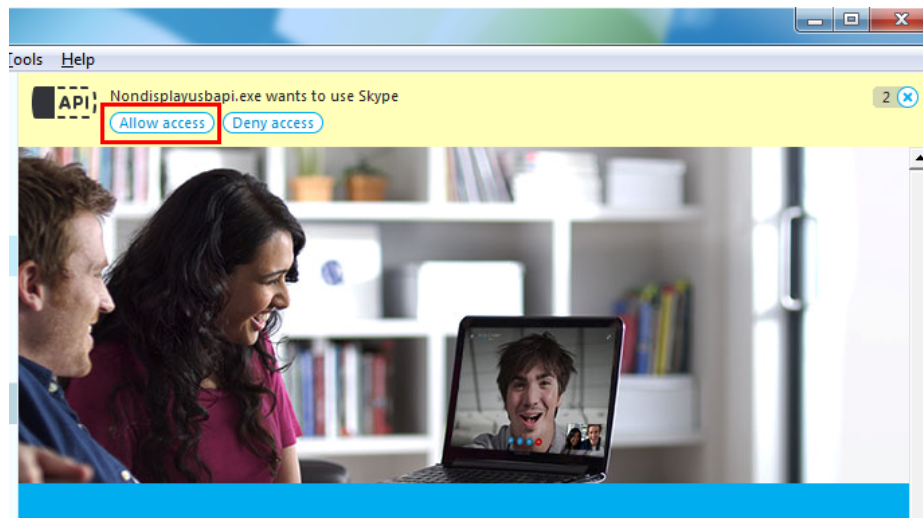 Tools Help
API Nondisplayusbapi.exe wants to use Skype 2
Allow access Deny access